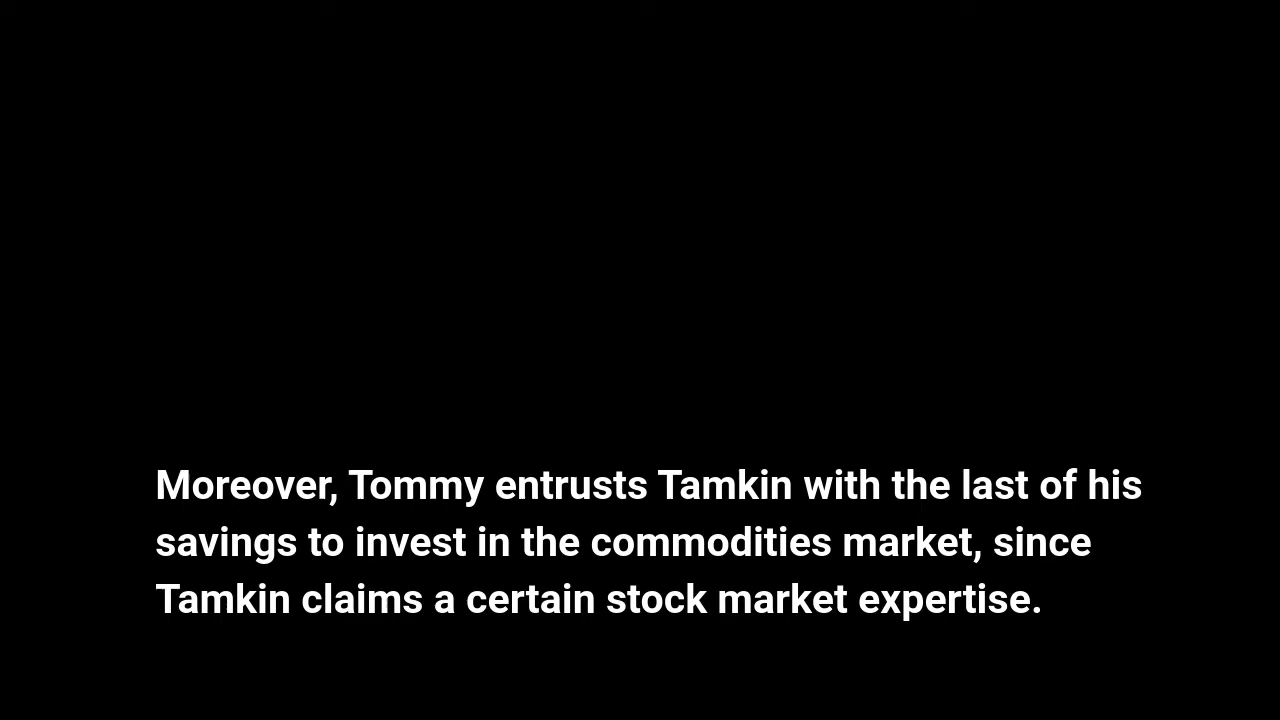 Moreover, Tommy entrusts Tamkin with the last of his
savings to invest in the commodities market, since
Tamkin claims a certain stock market expertise.